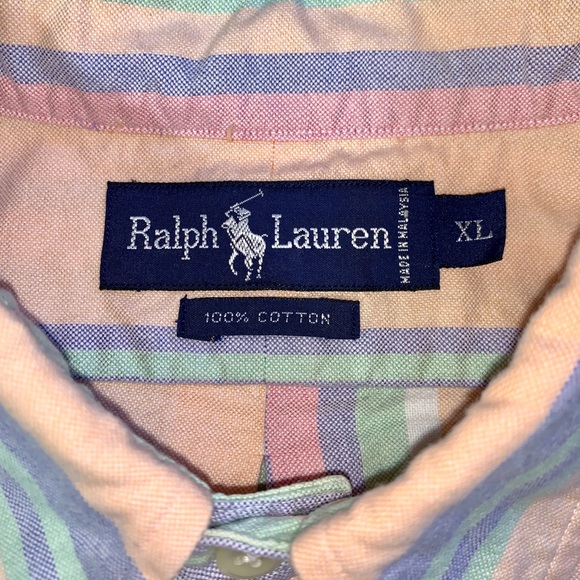 Ralph Lauren
MADE IN MALAYSIA
XL
100% COTTON